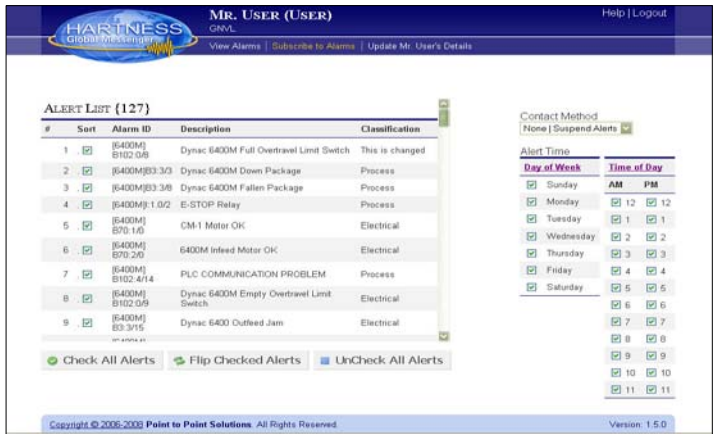 HARTNESS
Global Messenger
MR. USER (USER)
GNVL
Help | Logout
View Alarms | Subscribe to Alarms | Update Mr. User's Details
ALERT LIST {127}
# Sort Alarm ID Description Classification
1 . [6400M] B102:0/8 Dynac 6400M Full Overtravel Limit Switch This is changed
2 . [6400M]B3:3/3 Dynac 6400M Down Package Process
3 . [6400M]B3:3/8 Dynac 6400M Fallen Package Process
4 . [6400M]I:1.0/2 E-STOP Relay Process
5 . [6400M] B70:1/0 CM-1 Motor OK Electrical
6 . [6400M] B70:2/0 6400M Infeed Motor OK Electrical
7 . [6400M] B102:4/14 PLC COMMUNICATION PROBLEM Process
8 . [6400M] B102:0/9 Dynac 6400M Empty Overtravel Limit Switch Electrical
9 . [6400M] B3:3/15 Dynac 6400 Outfeed Jam Electrical
Check All Alerts Flip Checked Alerts UnCheck All Alerts
Contact Method
None | Suspend Alerts
Alert Time
Day of Week
Sunday
Monday
Tuesday
Wednesday
Thursday
Friday
Saturday
Time of Day
AM PM
12 12
1 1
2 2
3 3
4 4
5 5
6 6
7 7
8 8
9 9
10 10
11 11
Copyright © 2006-2008 Point to Point Solutions. All Rights Reserved.
Version: 1.5.0